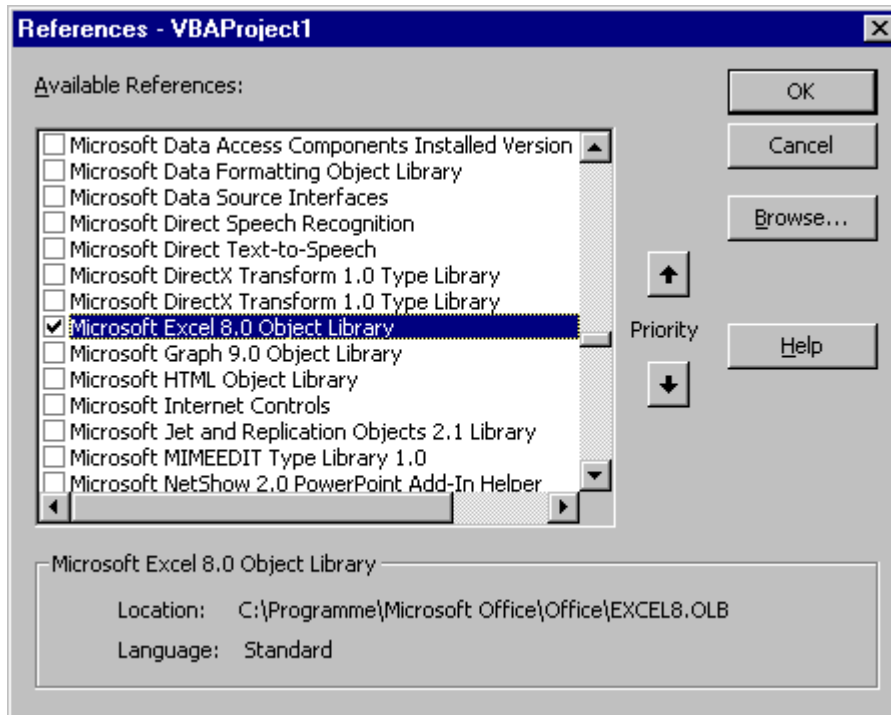 References - VBAProject1
Available References:
OK
Cancel
Browse...
Help
Priority
Microsoft Data Access Components Installed Version
Microsoft Data Formatting Object Library
Microsoft Data Source Interfaces
Microsoft Direct Speech Recognition
Microsoft Direct Text-to-Speech
Microsoft DirectX Transform 1.0 Type Library
Microsoft DirectX Transform 1.0 Type Library
Microsoft Excel 8.0 Object Library
Microsoft Graph 9.0 Object Library
Microsoft HTML Object Library
Microsoft Internet Controls
Microsoft Jet and Replication Objects 2.1 Library
Microsoft MIMEEDIT Type Library 1.0
Microsoft NetShow 2.0 PowerPoint Add-In Helper
Microsoft Excel 8.0 Object Library
Location: C:\Programme\Microsoft Office\Office\EXCEL8.OLB
Language: Standard